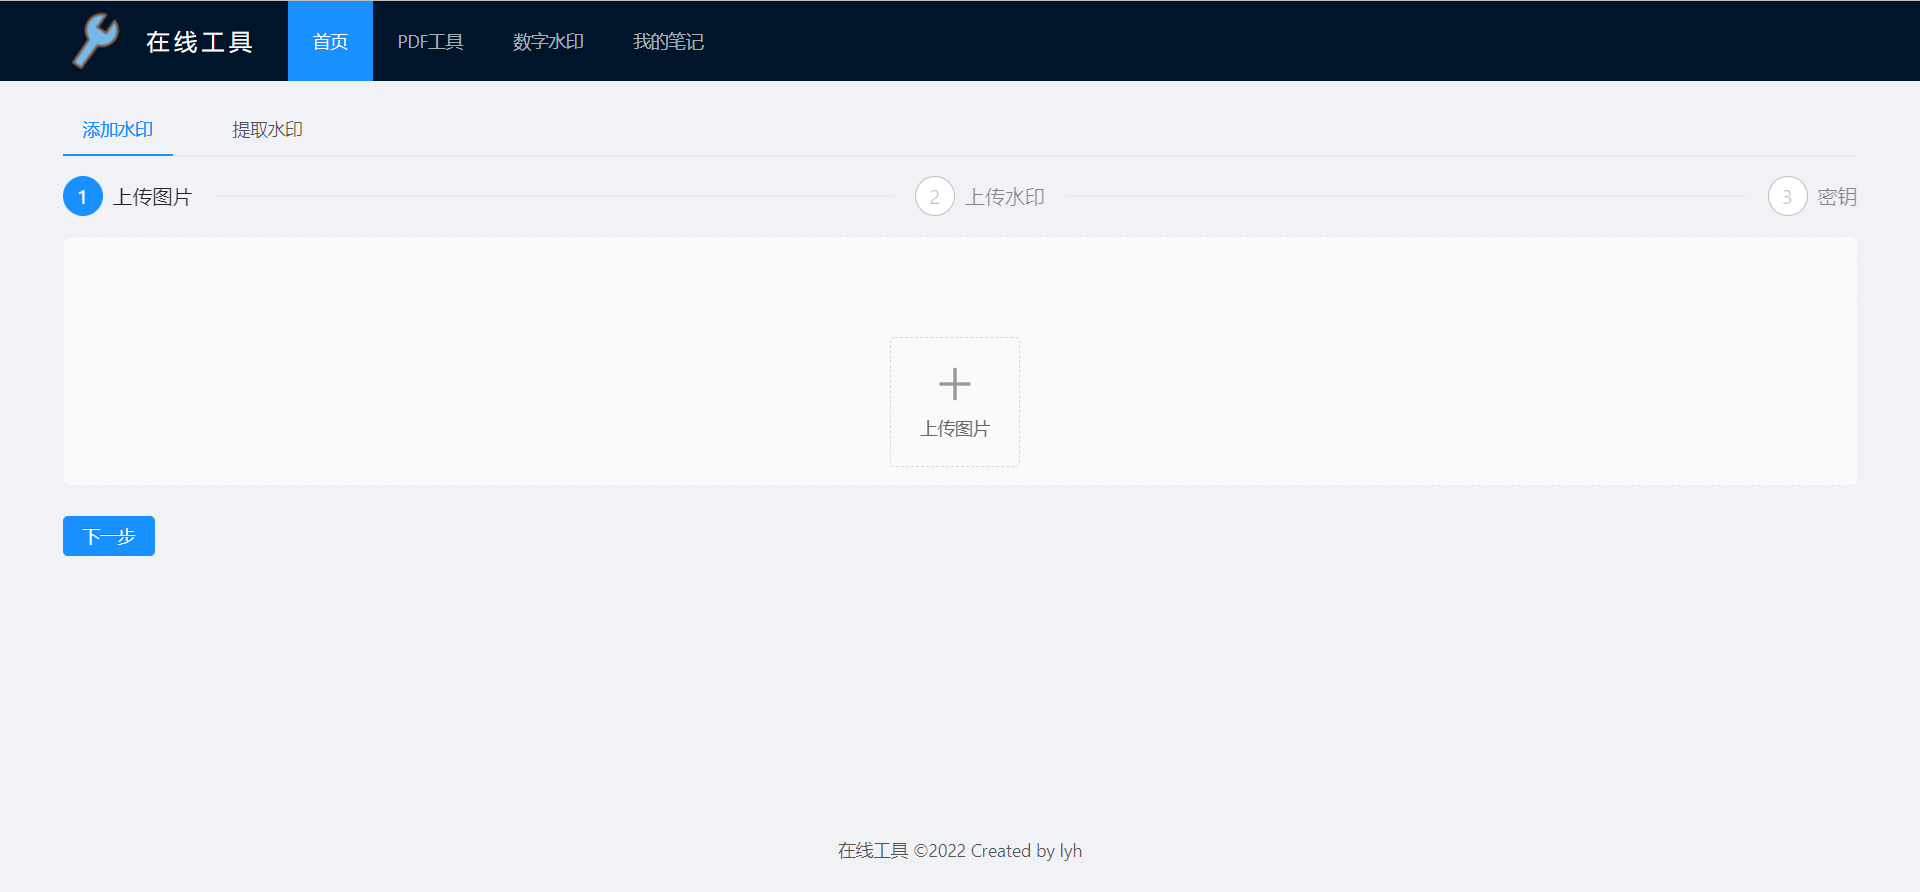 在线工具 首页 PDF工具 数字水印 我的笔记
添加水印 提取水印
1 上传图片 2 上传水印 3 密钥
上传图片
下一步
在线工具 ©2022 Created by lyh